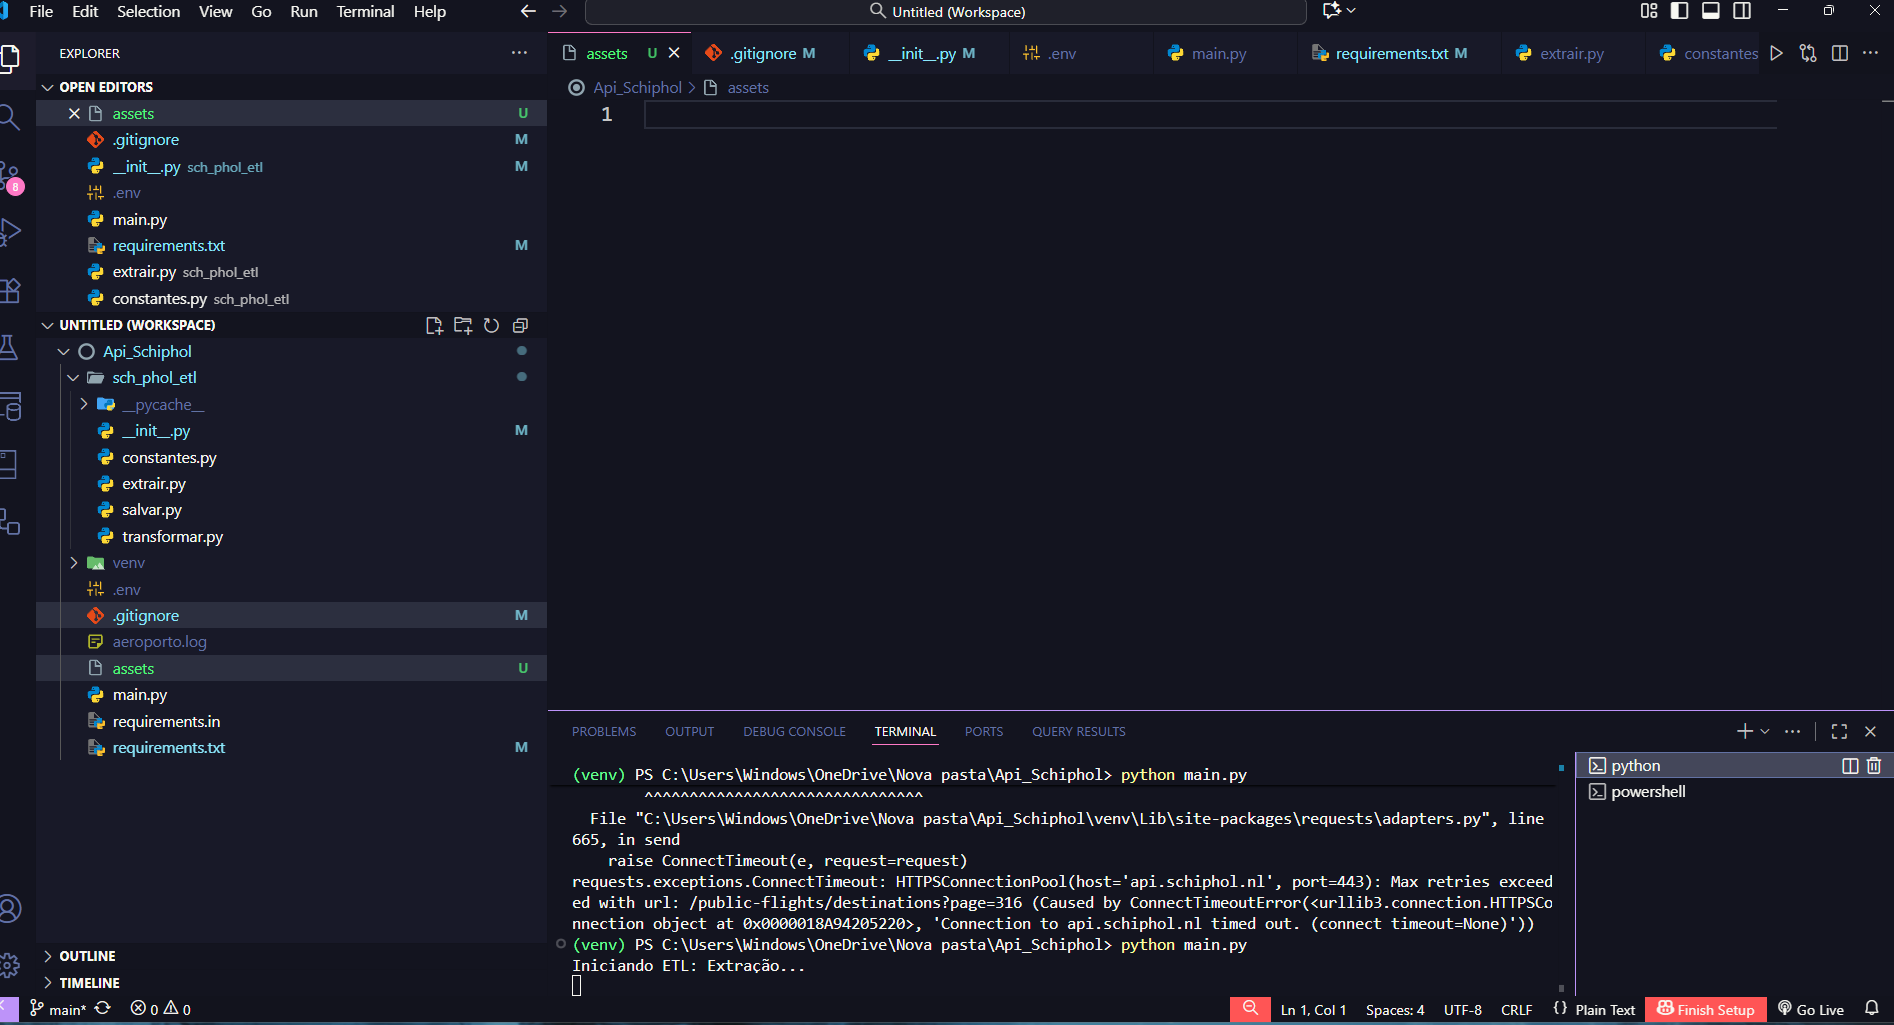 File Edit Selection View Go Run Terminal Help Untitled (Workspace)
EXPLORER
OPEN EDITORS
assets U
.gitignore M
__init__.py sch_phol_etl M
.env
main.py
requirements.txt M
extrair.py sch_phol_etl
constantes.py sch_phol_etl
8
UNTITLED (WORKSPACE)
Api_Schiphol
sch_phol_etl
__pycache__
__init__.py M
constantes.py
extrair.py
salvar.py
transformar.py
venv
.env
.gitignore M
aeroporto.log
assets U
main.py
requirements.in
requirements.txt M
OUTLINE
TIMELINE
assets U .gitignore M __init__.py M .env main.py requirements.txt M extrair.py constantes
Api_Schiphol > assets
1
PROBLEMS OUTPUT DEBUG CONSOLE TERMINAL PORTS QUERY RESULTS
(venv) PS C:\Users\Windows\OneDrive\Nova pasta\Api_Schiphol> python main.py
^^^^^^^^^^^^^^^^^^^^^^^^^^^^^^^
File "C:\Users\Windows\OneDrive\Nova pasta\Api_Schiphol\venv\Lib\site-packages\requests\adapters.py", line
665, in send
raise ConnectTimeout(e, request=request)
requests.exceptions.ConnectTimeout: HTTPSConnectionPool(host='api.schiphol.nl', port=443): Max retries exceed
ed with url: /public-flights/destinations?page=316 (Caused by ConnectTimeoutError(<urllib3.connection.HTTPSCo
nnection object at 0x0000018A94205220>, 'Connection to api.schiphol.nl timed out. (connect timeout=None)'))
(venv) PS C:\Users\Windows\OneDrive\Nova pasta\Api_Schiphol> python main.py
Iniciando ETL: Extração...
python
powershell
main* 0 0 Ln 1, Col 1 Spaces: 4 UTF-8 CRLF {} Plain Text Finish Setup Go Live